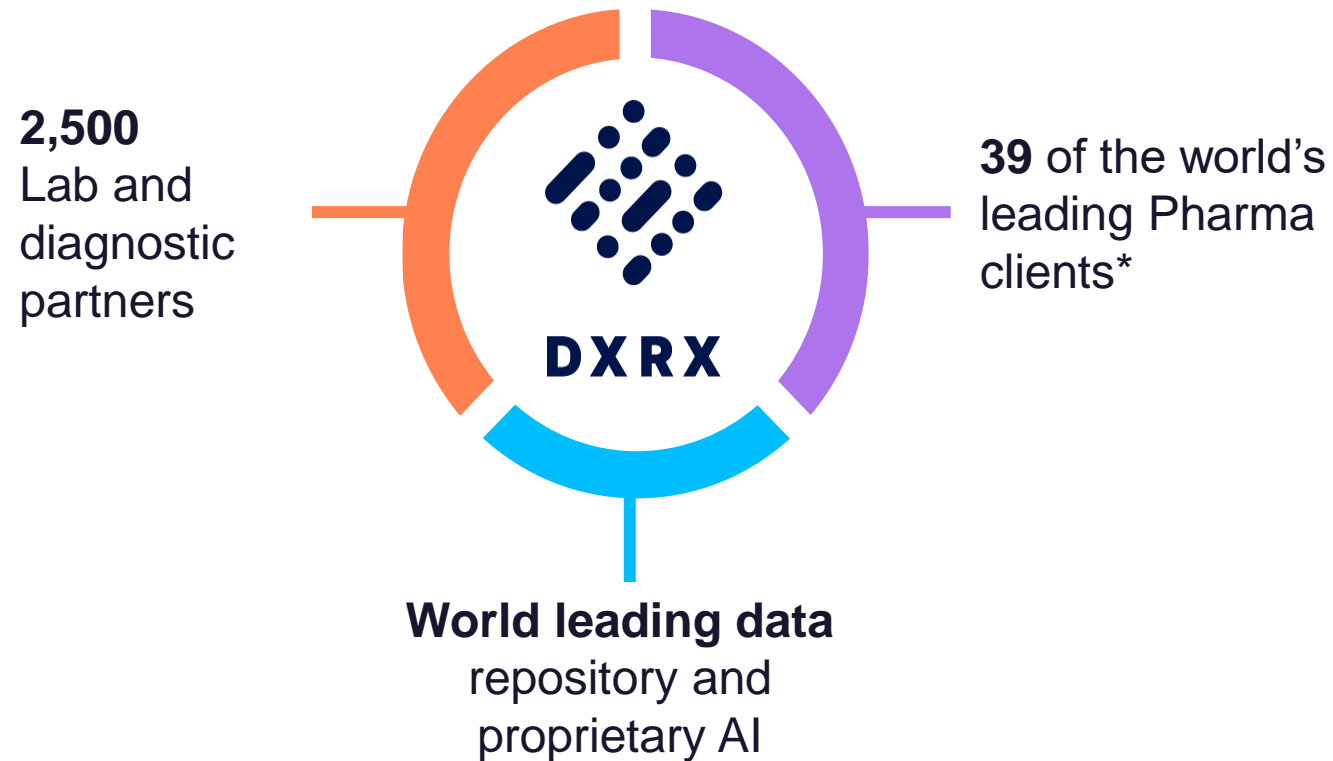 2,500
Lab and
diagnostic
partners
DXRX
39 of the world’s
leading Pharma
clients*
World leading data
repository and
proprietary AI